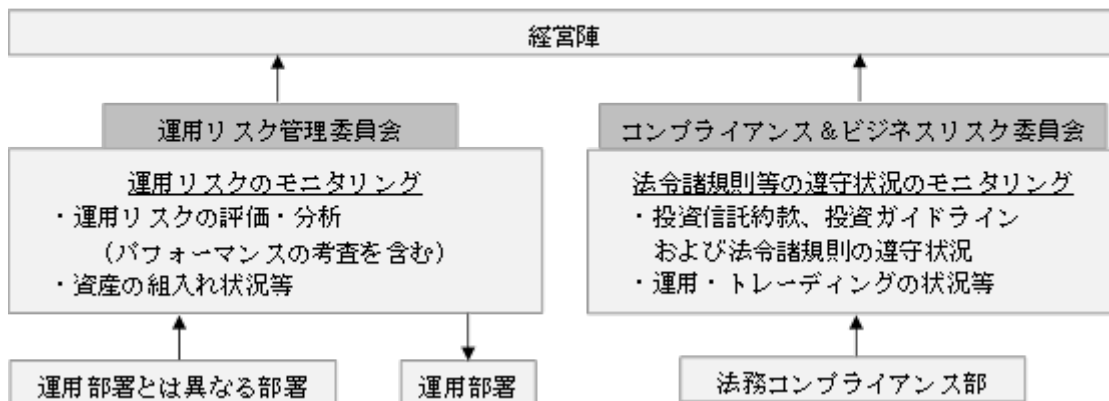 経営陣
運用リスク管理委員会
運用リスクのモニタリング
・運用リスクの評価・分析
（パフォーマンスの考査を含む）
・資産の組入れ状況等
運用部署とは異なる部署
運用部署
コンプライアンス＆ビジネスリスク委員会
法令諸規則等の遵守状況のモニタリング
・投資信託約款、投資ガイドライン
および法令諸規則の遵守状況
・運用・トレーディングの状況等
法務コンプライアンス部